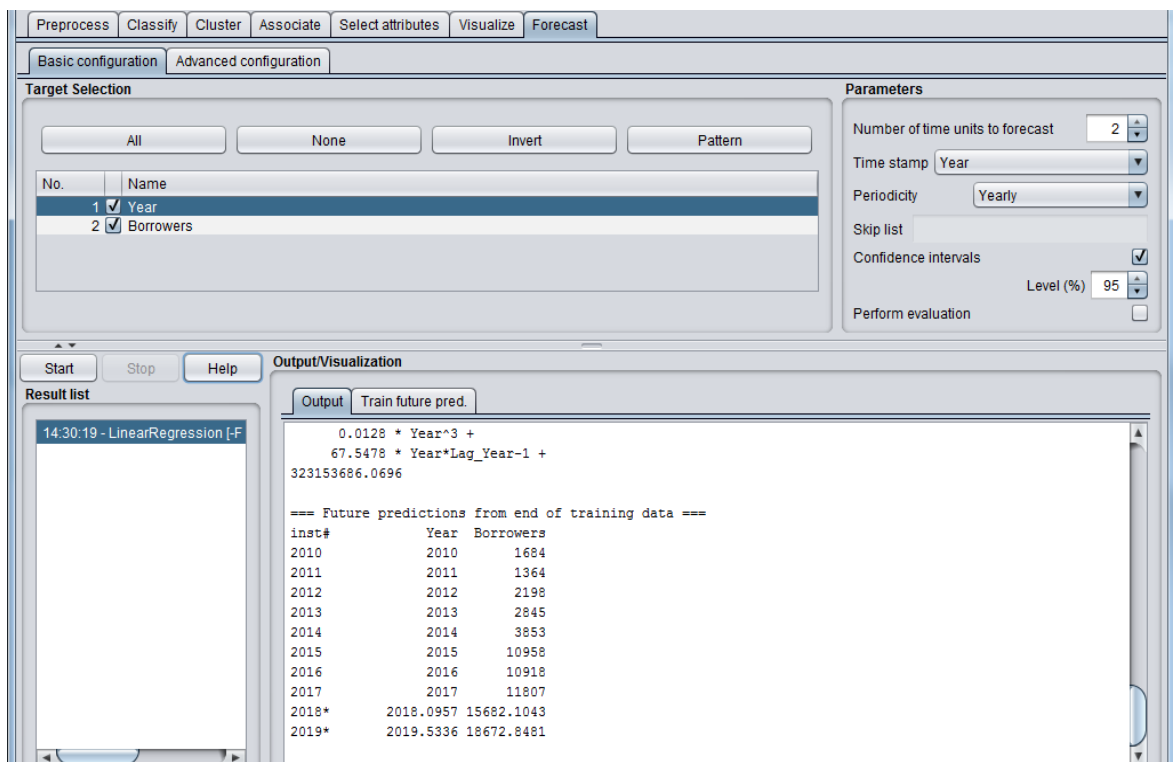 Preprocess Classify Cluster Associate Select attributes Visualize Forecast
Basic configuration Advanced configuration
Target Selection
All None Invert Pattern
No. Name
1 Year
2 Borrowers
Parameters
Number of time units to forecast 2
Time stamp Year
Periodicity Yearly
Skip list
Confidence intervals
Level (%) 95
Perform evaluation
Start Stop Help
Result list
14:30:19 - LinearRegression [-F
Output/Visualization
Output Train future pred.
0.0128 * Year^3 +
67.5478 * Year*Lag_Year-1 +
323153686.0696
=== Future predictions from end of training data ===
inst# Year Borrowers
2010 2010 1684
2011 2011 1364
2012 2012 2198
2013 2013 2845
2014 2014 3853
2015 2015 10958
2016 2016 10918
2017 2017 11807
2018* 2018.0957 15682.1043
2019* 2019.5336 18672.8481